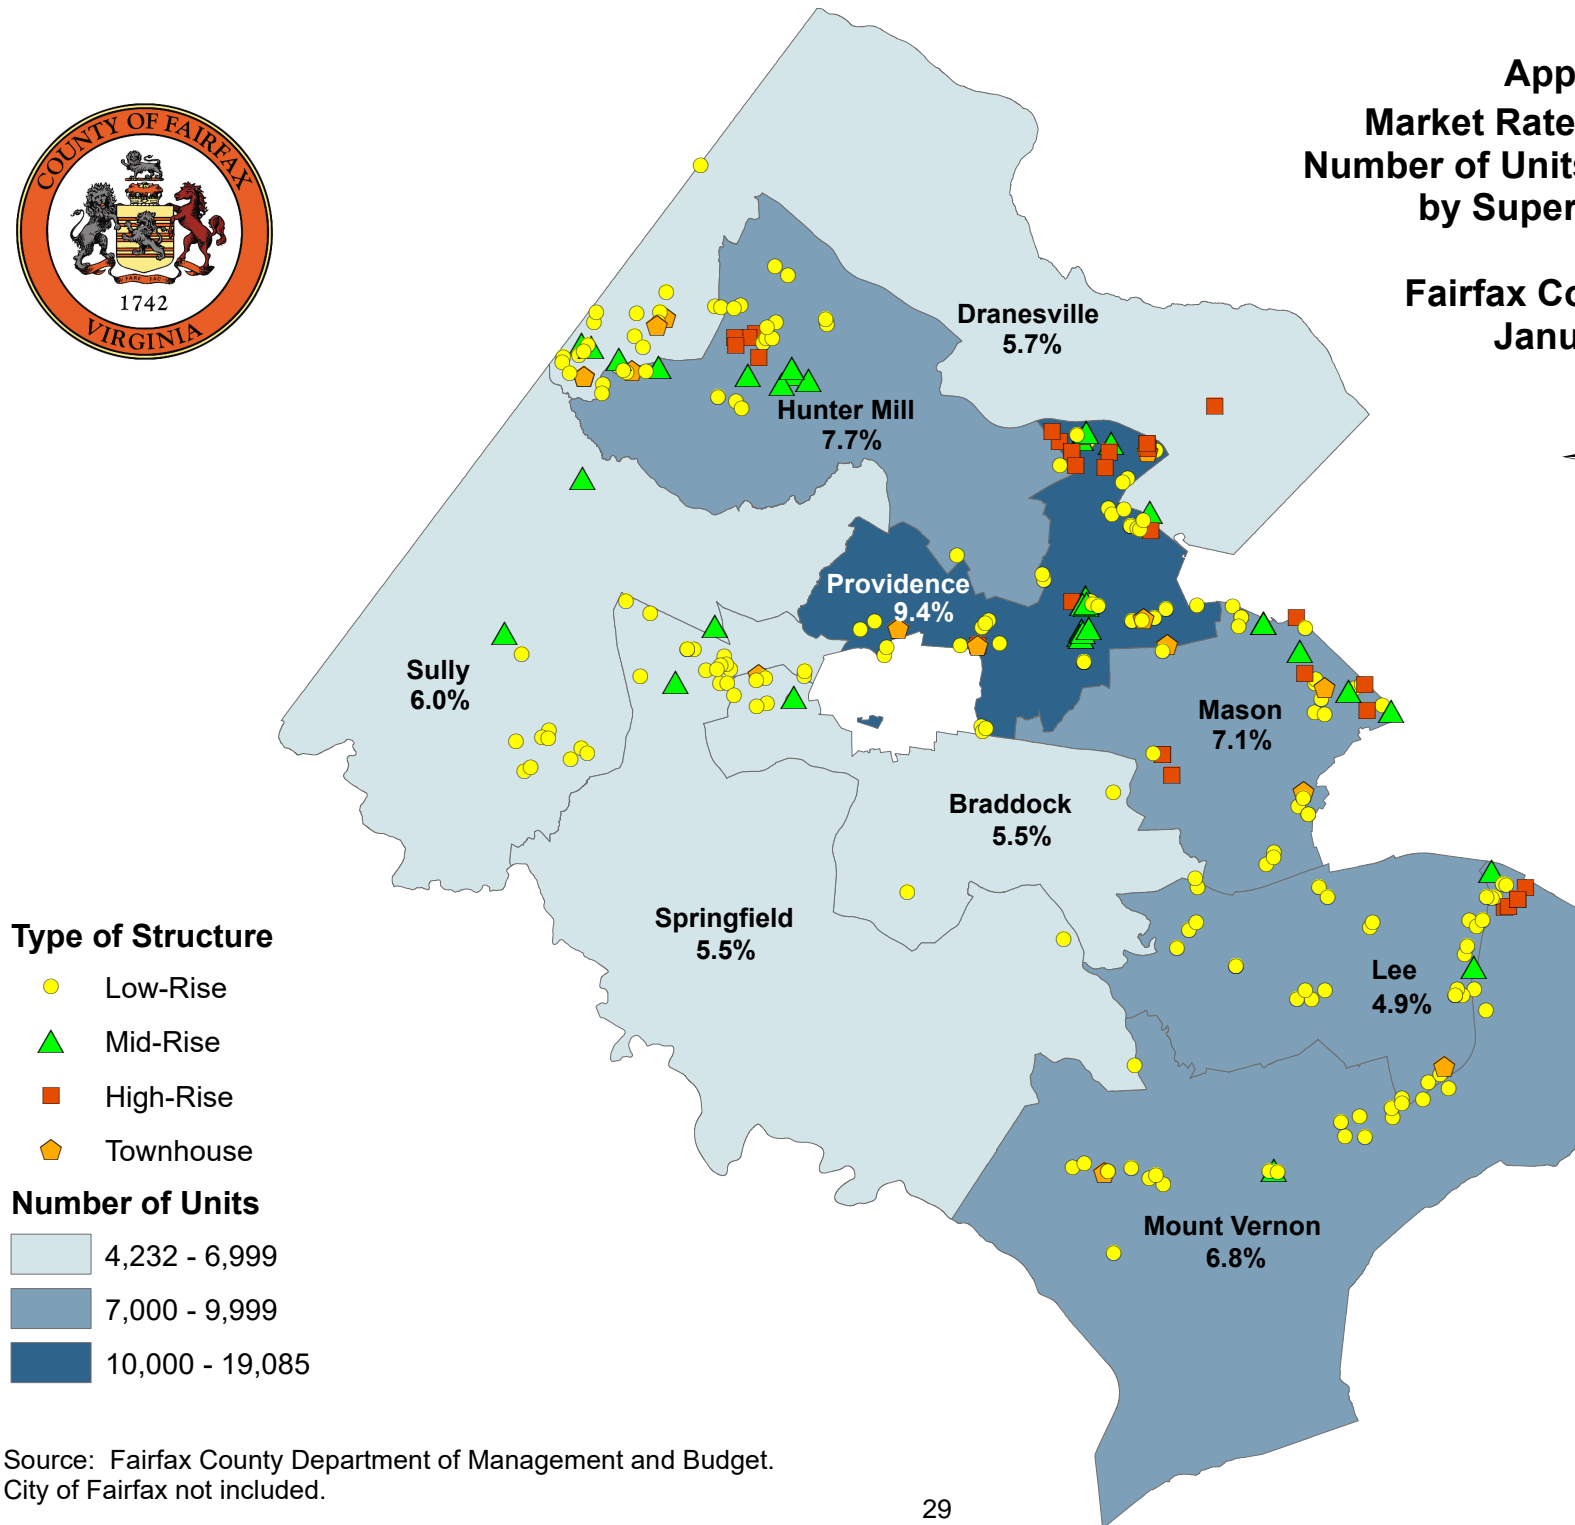 COUNTY OF FAIRFAX
1742
VIRGINIA
App
Market Rate
Number of Units
by Super
Fairfax Co
Janu
Dranesville
5.7%
Hunter Mill
7.7%
Providence
9.4%
Sully
6.0%
Mason
7.1%
Braddock
5.5%
Springfield
5.5%
Lee
4.9%
Mount Vernon
6.8%
Type of Structure
Low-Rise
Mid-Rise
High-Rise
Townhouse
Number of Units
4,232 - 6,999
7,000 - 9,999
10,000 - 19,085
Source: Fairfax County Department of Management and Budget.
City of Fairfax not included.
29